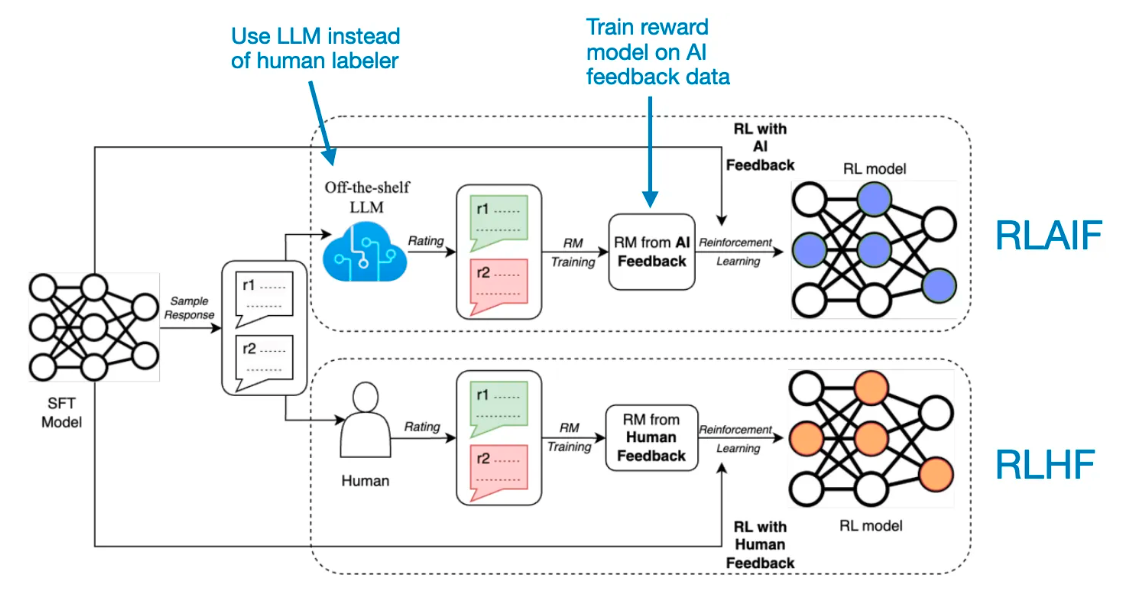 Use LLM instead
of human labeler
Train reward
model on AI
feedback data
RL with
AI
Feedback
Off-the-shelf
LLM
RL model
r1 ......
..........
r2 ......
..........
Rating
RM
Training
RM from AI
Feedback
Reinforcement
Learning
RLAIF
Sample
Response
r1 ......
........
r2 ......
........
SFT
Model
Human
Rating
r1 ......
..........
r2 ......
..........
RM
Training
RM from
Human
Feedback
Reinforcement
Learning
RLHF
RL with
Human
Feedback
RL model